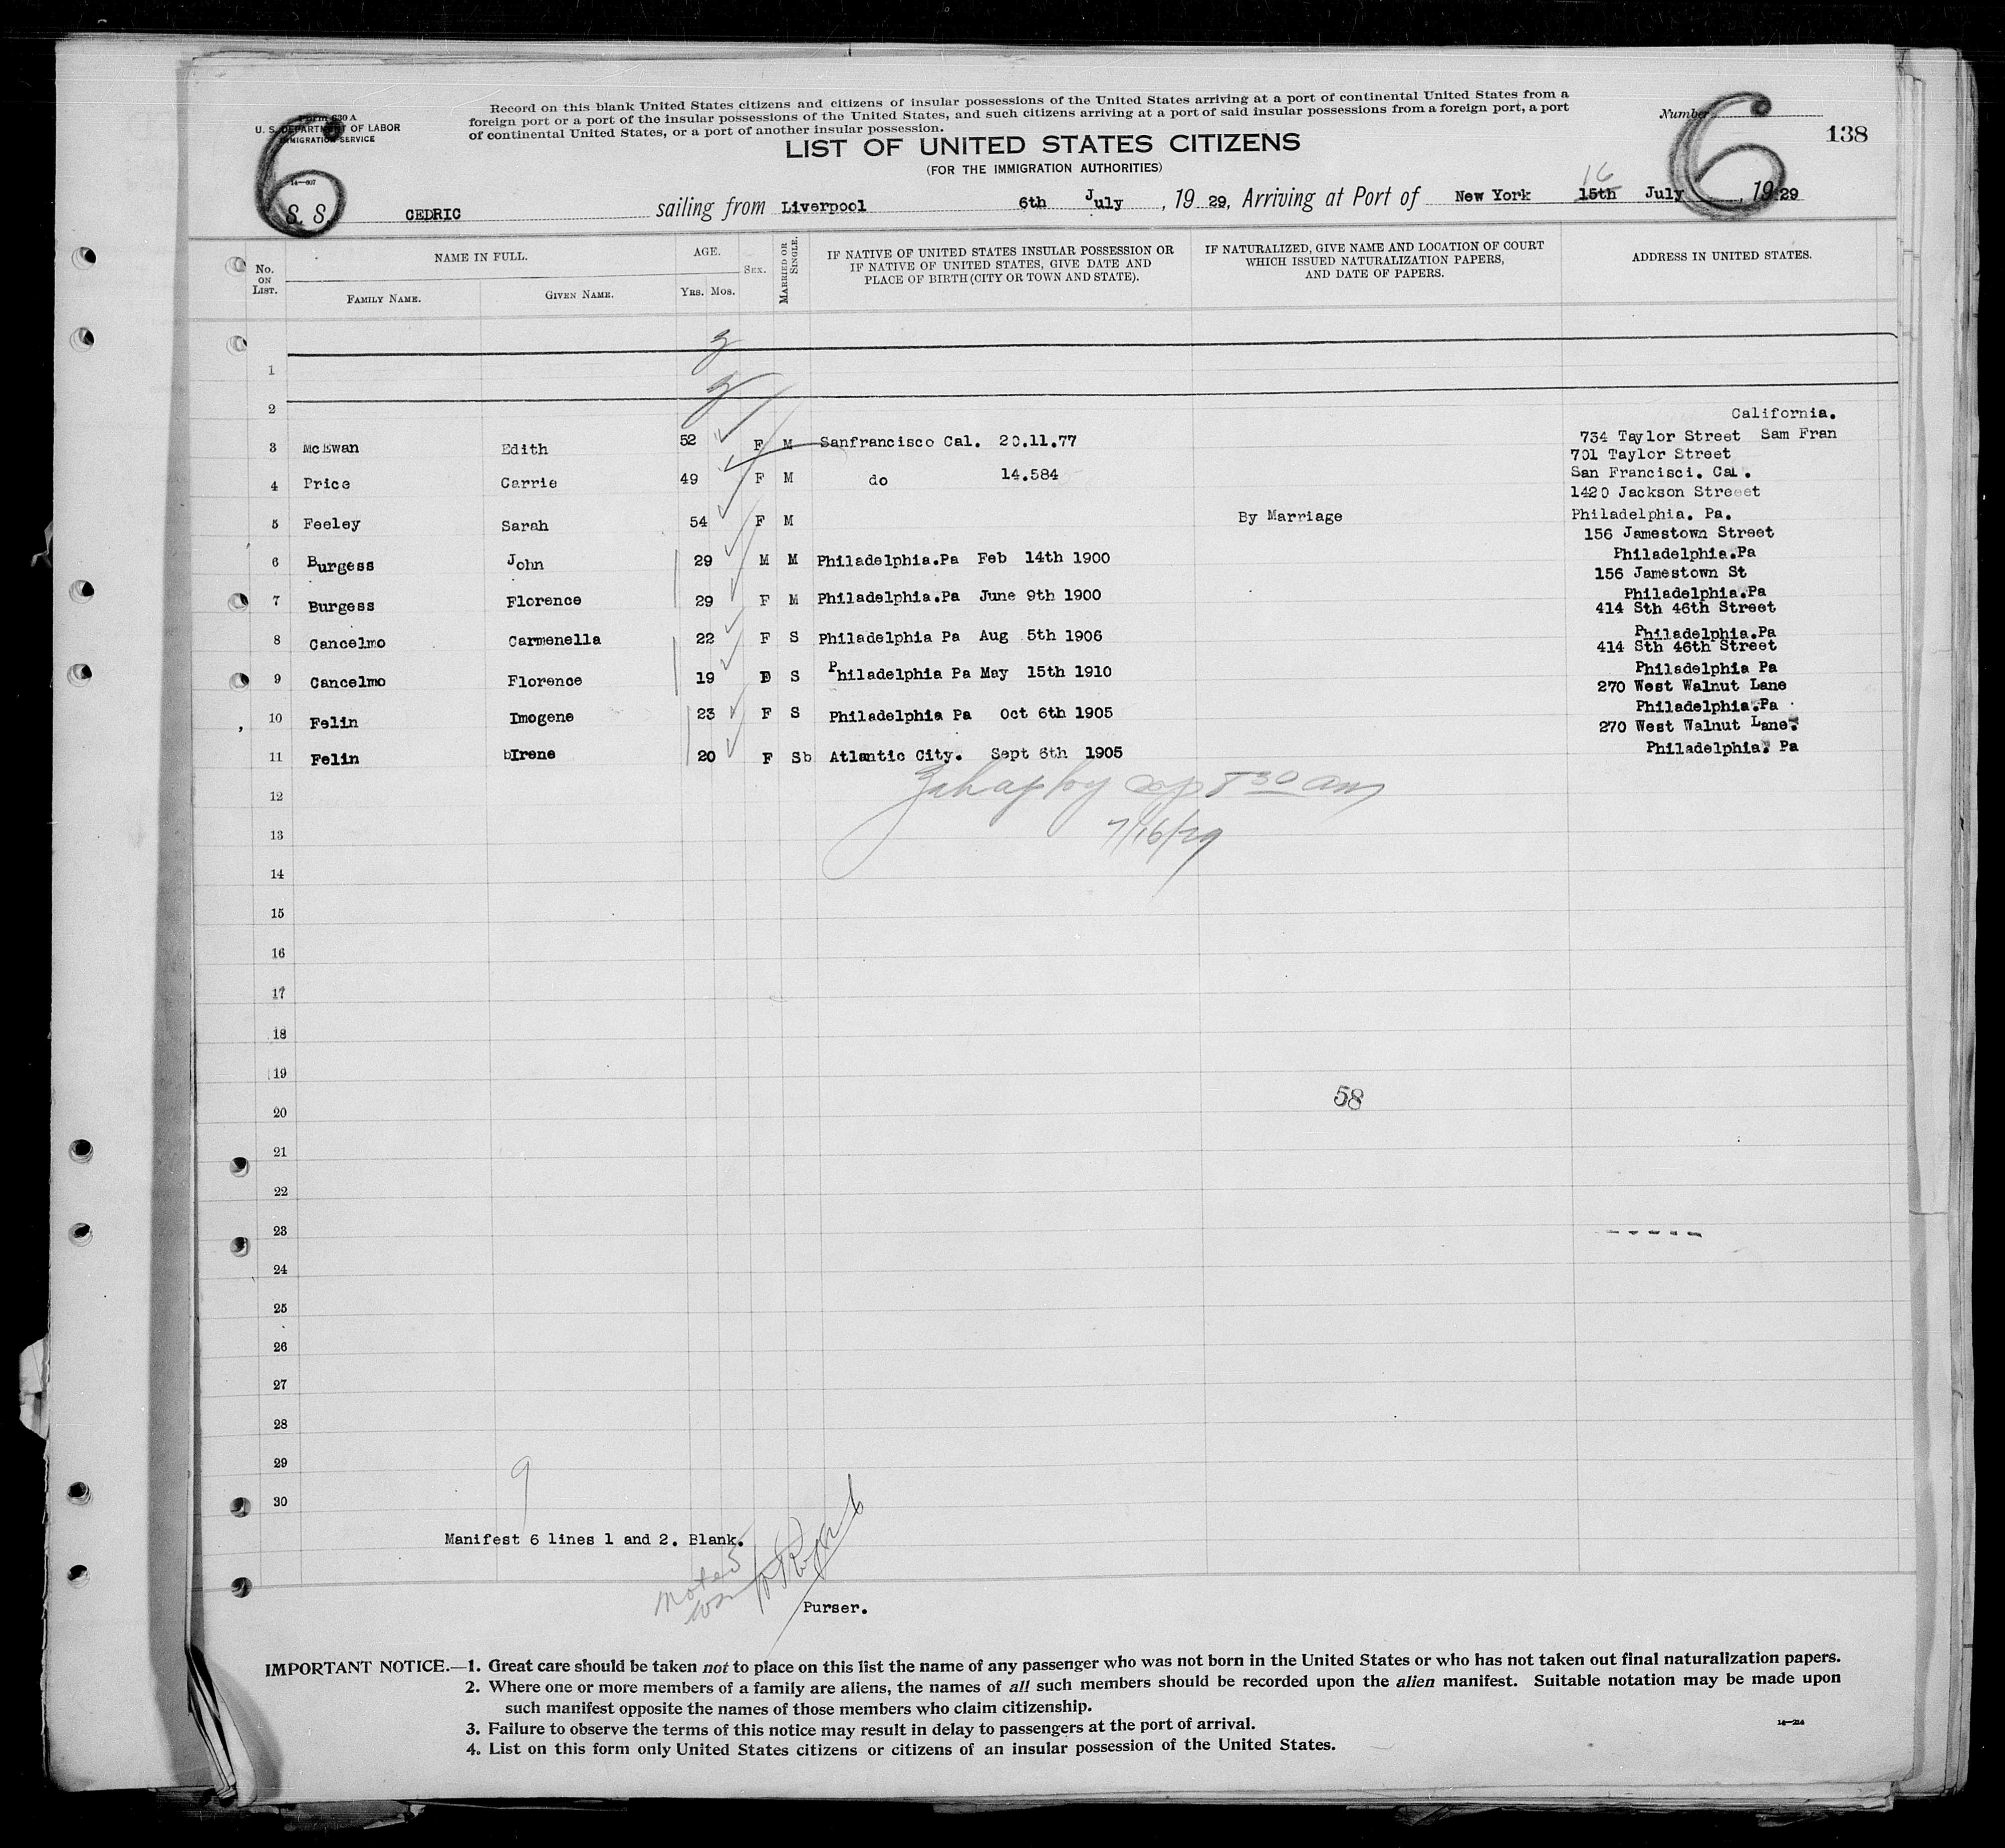 Record on this blank United States citizens and citizens of insular possessions of the United States arriving at a port of continental United States from a
foreign port or a port of the insular possessions of the United States, and such citizens arriving at a port of said insular possessions from a foreign port, a port
of continental United States, or a port of another insular possession.
Form 630 A
U. S. DEPARTMENT OF LABOR
IMMIGRATION SERVICE
14—607
6
Number
6
138
LIST OF UNITED STATES CITIZENS
(FOR THE IMMIGRATION AUTHORITIES)
16
S. S. CEDRIC sailing from Liverpool 6th July, 19 29, Arriving at Port of New York 15th July, 19 29
No. ON LIST.
NAME IN FULL.
FAMILY NAME. GIVEN NAME.
AGE.
YRS. MOS.
SEX.
MARRIED OR SINGLE.
IF NATIVE OF UNITED STATES INSULAR POSSESSION OR
IF NATIVE OF UNITED STATES, GIVE DATE AND
PLACE OF BIRTH (CITY OR TOWN AND STATE).
IF NATURALIZED, GIVE NAME AND LOCATION OF COURT
WHICH ISSUED NATURALIZATION PAPERS,
AND DATE OF PAPERS.
ADDRESS IN UNITED STATES.
1
2
California.
3 McEwan Edith 52 F M Sanfrancisco Cal. 20.11.77 734 Taylor Street Sam Fran
701 Taylor Street
4 Price Carrie 49 F M do 14.584 San Francisci. Cal.
1420 Jackson Streeet
5 Feeley Sarah 54 F M By Marriage Philadelphia. Pa.
156 Jamestown Street
6 Burgess John 29 M M Philadelphia.Pa Feb 14th 1900 Philadelphia.Pa
156 Jamestown St
7 Burgess Florence 29 F M Philadelphia.Pa June 9th 1900 Philadelphia.Pa
414 Sth 46th Street
8 Cancelmo Carmenella 22 F S Philadelphia Pa Aug 5th 1906 Philadelphia.Pa
414 Sth 46th Street
9 Cancelmo Florence 19 F S Philadelphia Pa May 15th 1910 Philadelphia Pa
270 West Walnut Lane
10 Felin Imogene 23 F S Philadelphia Pa Oct 6th 1905 Philadelphia.Pa
270 West Walnut Lane.
11 Felin bIrene 20 F Sb Atlantic City. Sept 6th 1905 Philadelphia. Pa
12
8 30 am
13
7/16/29
14
15
16
17
18
19
20
58
21
22
23
24
25
26
27
28
29
9
30
Manifest 6 lines 1 and 2. Blank.
noted
Purser.
IMPORTANT NOTICE.—1. Great care should be taken not to place on this list the name of any passenger who was not born in the United States or who has not taken out final naturalization papers.
2. Where one or more members of a family are aliens, the names of all such members should be recorded upon the alien manifest. Suitable notation may be made upon
such manifest opposite the names of those members who claim citizenship.
3. Failure to observe the terms of this notice may result in delay to passengers at the port of arrival.
4. List on this form only United States citizens or citizens of an insular possession of the United States.
14—214